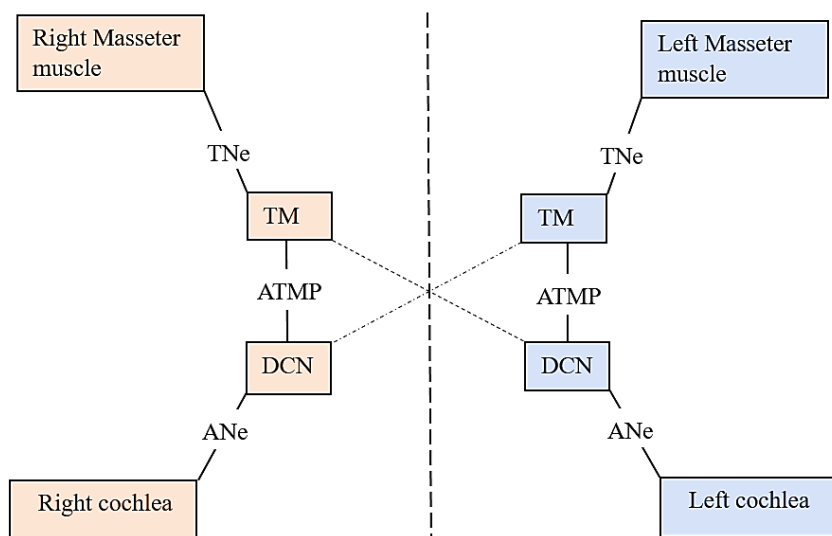 Right Masseter
muscle
Left Masseter
muscle
TNe
TNe
TM
TM
ATMP
ATMP
DCN
DCN
ANe
ANe
Right cochlea
Left cochlea